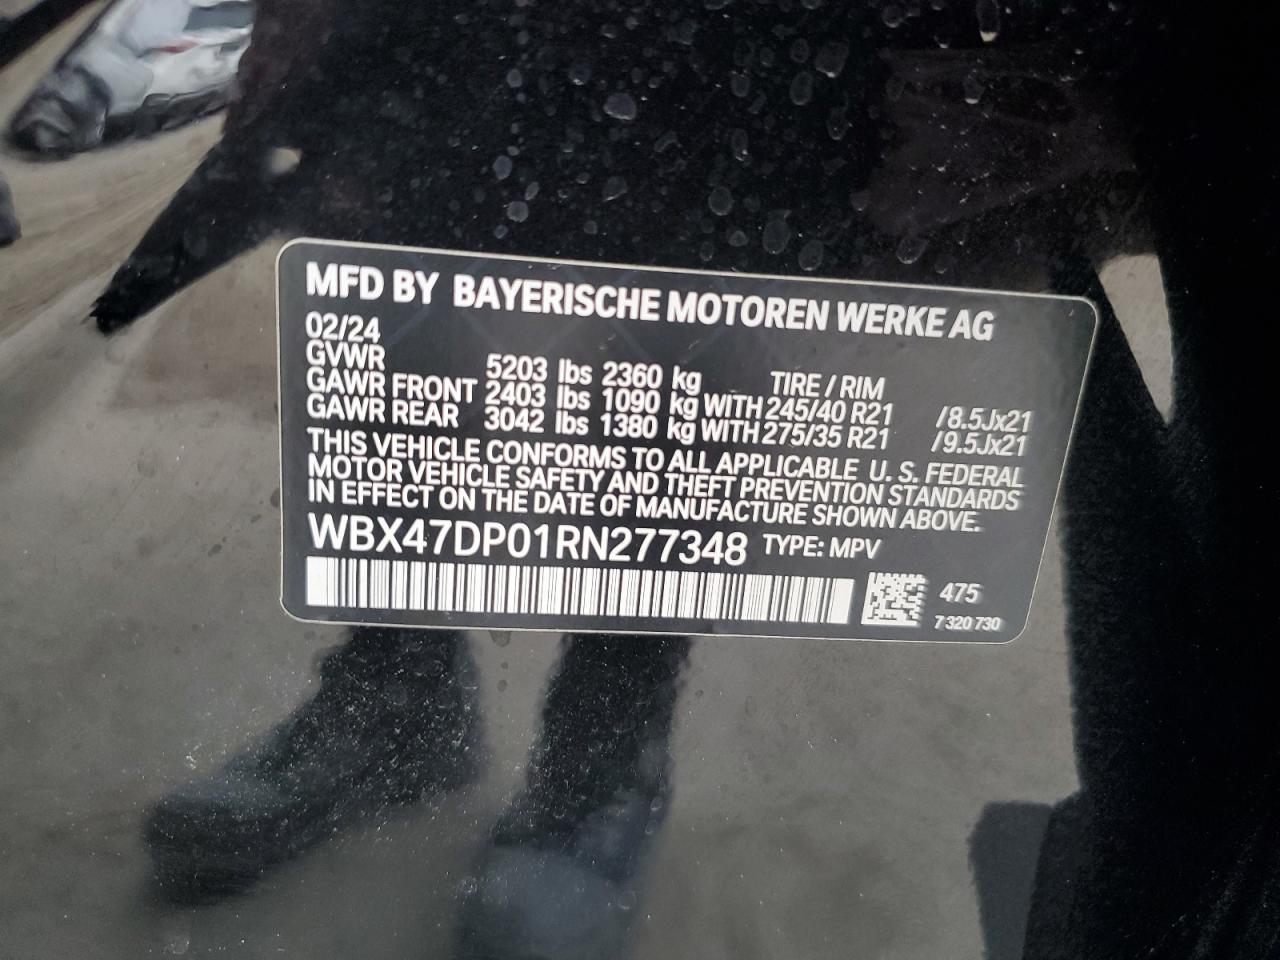 MFD BY BAYERISCHE MOTOREN WERKE AG
02/24
GVWR 5203 lbs 2360 kg TIRE / RIM
GAWR FRONT 2403 lbs 1090 kg WITH 245/40 R21 /8.5Jx21
GAWR REAR 3042 lbs 1380 kg WITH 275/35 R21 /9.5Jx21
THIS VEHICLE CONFORMS TO ALL APPLICABLE U. S. FEDERAL
MOTOR VEHICLE SAFETY AND THEFT PREVENTION STANDARDS
IN EFFECT ON THE DATE OF MANUFACTURE SHOWN ABOVE.
WBX47DP01RN277348 TYPE: MPV
475
7 320 730